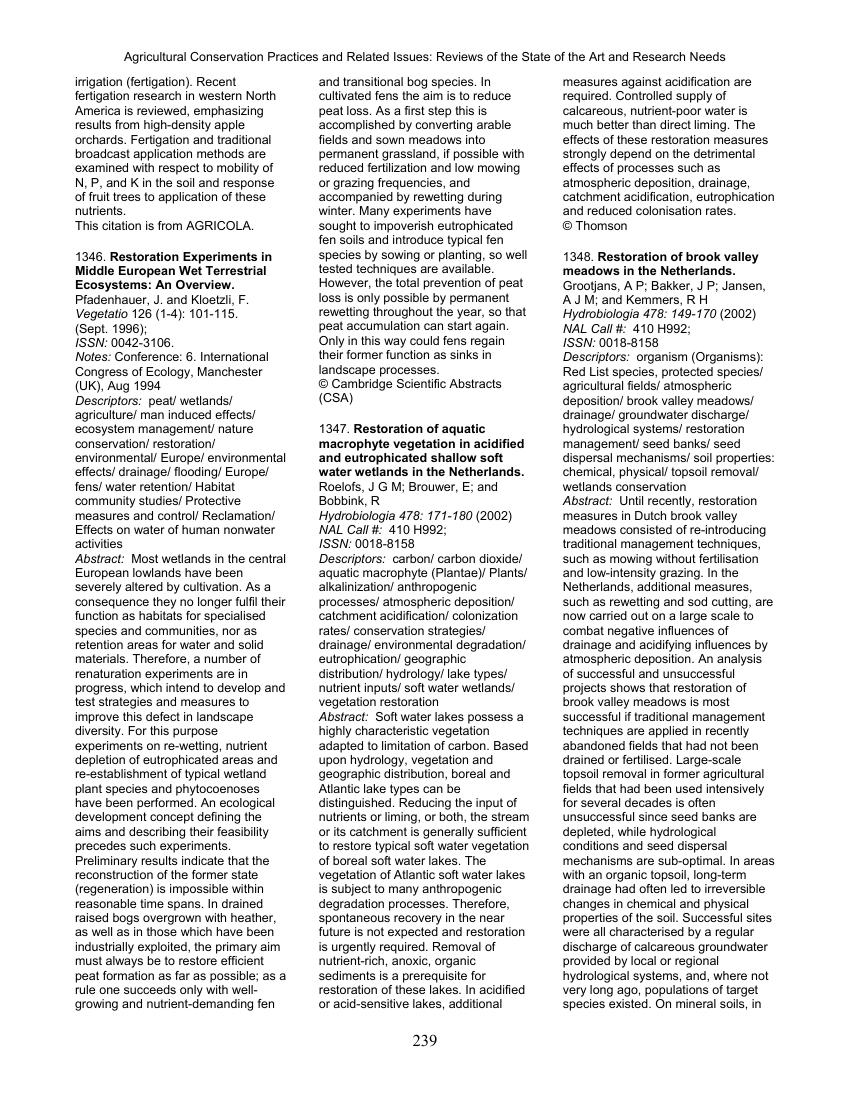 Agricultural Conservation Practices and Related Issues: Reviews of the State of the Art and Research Needs
irrigation (fertigation). Recent
fertigation research in western North
America is reviewed, emphasizing
results from high-density apple
orchards. Fertigation and traditional
broadcast application methods are
examined with respect to mobility of
N, P, and K in the soil and response
of fruit trees to application of these
nutrients.
This citation is from AGRICOLA.
1346. Restoration Experiments in
Middle European Wet Terrestrial
Ecosystems: An Overview.
Pfadenhauer, J. and Kloetzli, F.
Vegetatio 126 (1-4): 101-115.
(Sept. 1996);
ISSN: 0042-3106.
Notes: Conference: 6. International
Congress of Ecology, Manchester
(UK), Aug 1994
Descriptors: peat/ wetlands/
agriculture/ man induced effects/
ecosystem management/ nature
conservation/ restoration/
environmental/ Europe/ environmental
effects/ drainage/ flooding/ Europe/
fens/ water retention/ Habitat
community studies/ Protective
measures and control/ Reclamation/
Effects on water of human nonwater
activities
Abstract: Most wetlands in the central
European lowlands have been
severely altered by cultivation. As a
consequence they no longer fulfil their
function as habitats for specialised
species and communities, nor as
retention areas for water and solid
materials. Therefore, a number of
renaturation experiments are in
progress, which intend to develop and
test strategies and measures to
improve this defect in landscape
diversity. For this purpose
experiments on re-wetting, nutrient
depletion of eutrophicated areas and
re-establishment of typical wetland
plant species and phytocoenoses
have been performed. An ecological
development concept defining the
aims and describing their feasibility
precedes such experiments.
Preliminary results indicate that the
reconstruction of the former state
(regeneration) is impossible within
reasonable time spans. In drained
raised bogs overgrown with heather,
as well as in those which have been
industrially exploited, the primary aim
must always be to restore efficient
peat formation as far as possible; as a
rule one succeeds only with well-
growing and nutrient-demanding fen
and transitional bog species. In
cultivated fens the aim is to reduce
peat loss. As a first step this is
accomplished by converting arable
fields and sown meadows into
permanent grassland, if possible with
reduced fertilization and low mowing
or grazing frequencies, and
accompanied by rewetting during
winter. Many experiments have
sought to impoverish eutrophicated
fen soils and introduce typical fen
species by sowing or planting, so well
tested techniques are available.
However, the total prevention of peat
loss is only possible by permanent
rewetting throughout the year, so that
peat accumulation can start again.
Only in this way could fens regain
their former function as sinks in
landscape processes.
© Cambridge Scientific Abstracts
(CSA)
1347. Restoration of aquatic
macrophyte vegetation in acidified
and eutrophicated shallow soft
water wetlands in the Netherlands.
Roelofs, J G M; Brouwer, E; and
Bobbink, R
Hydrobiologia 478: 171-180 (2002)
NAL Call #: 410 H992;
ISSN: 0018-8158
Descriptors: carbon/ carbon dioxide/
aquatic macrophyte (Plantae)/ Plants/
alkalinization/ anthropogenic
processes/ atmospheric deposition/
catchment acidification/ colonization
rates/ conservation strategies/
drainage/ environmental degradation/
eutrophication/ geographic
distribution/ hydrology/ lake types/
nutrient inputs/ soft water wetlands/
vegetation restoration
Abstract: Soft water lakes possess a
highly characteristic vegetation
adapted to limitation of carbon. Based
upon hydrology, vegetation and
geographic distribution, boreal and
Atlantic lake types can be
distinguished. Reducing the input of
nutrients or liming, or both, the stream
or its catchment is generally sufficient
to restore typical soft water vegetation
of boreal soft water lakes. The
vegetation of Atlantic soft water lakes
is subject to many anthropogenic
degradation processes. Therefore,
spontaneous recovery in the near
future is not expected and restoration
is urgently required. Removal of
nutrient-rich, anoxic, organic
sediments is a prerequisite for
restoration of these lakes. In acidified
or acid-sensitive lakes, additional
measures against acidification are
required. Controlled supply of
calcareous, nutrient-poor water is
much better than direct liming. The
effects of these restoration measures
strongly depend on the detrimental
effects of processes such as
atmospheric deposition, drainage,
catchment acidification, eutrophication
and reduced colonisation rates.
© Thomson
1348. Restoration of brook valley
meadows in the Netherlands.
Grootjans, A P; Bakker, J P; Jansen,
A J M; and Kemmers, R H
Hydrobiologia 478: 149-170 (2002)
NAL Call #: 410 H992;
ISSN: 0018-8158
Descriptors: organism (Organisms):
Red List species, protected species/
agricultural fields/ atmospheric
deposition/ brook valley meadows/
drainage/ groundwater discharge/
hydrological systems/ restoration
management/ seed banks/ seed
dispersal mechanisms/ soil properties:
chemical, physical/ topsoil removal/
wetlands conservation
Abstract: Until recently, restoration
measures in Dutch brook valley
meadows consisted of re-introducing
traditional management techniques,
such as mowing without fertilisation
and low-intensity grazing. In the
Netherlands, additional measures,
such as rewetting and sod cutting, are
now carried out on a large scale to
combat negative influences of
drainage and acidifying influences by
atmospheric deposition. An analysis
of successful and unsuccessful
projects shows that restoration of
brook valley meadows is most
successful if traditional management
techniques are applied in recently
abandoned fields that had not been
drained or fertilised. Large-scale
topsoil removal in former agricultural
fields that had been used intensively
for several decades is often
unsuccessful since seed banks are
depleted, while hydrological
conditions and seed dispersal
mechanisms are sub-optimal. In areas
with an organic topsoil, long-term
drainage had often led to irreversible
changes in chemical and physical
properties of the soil. Successful sites
were all characterised by a regular
discharge of calcareous groundwater
provided by local or regional
hydrological systems, and, where not
very long ago, populations of target
species existed. On mineral soils, in
239